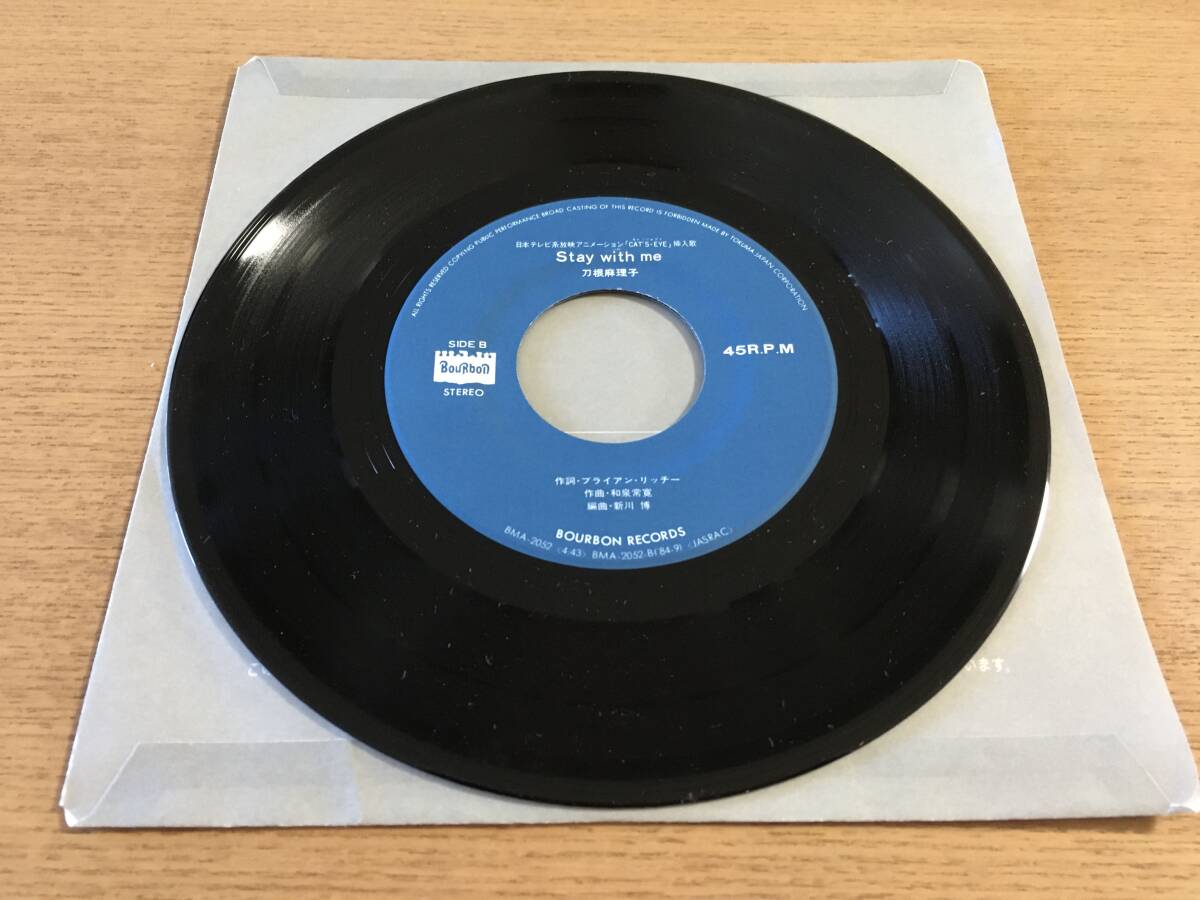 ALL RIGHTS RESERVED COPYING PUBLIC PERFORMANCE BROAD CASTING OF THIS RECORD IS FORBIDDEN MADE BY TOKUMA JAPAN CORPORATION
日本テレビ系放映アニメーション「CAT'S・EYE」挿入歌
Stay with me
刀根麻理子
SIDE B
BOURBON
STEREO
45R.P.M
作詞・ブライアン・リッチー
作曲・和泉常寛
編曲・新川 博
BOURBON RECORDS
BMA-2052 〈4:43〉 BMA-2052-B('84-9) 〈JASRAC〉
います。